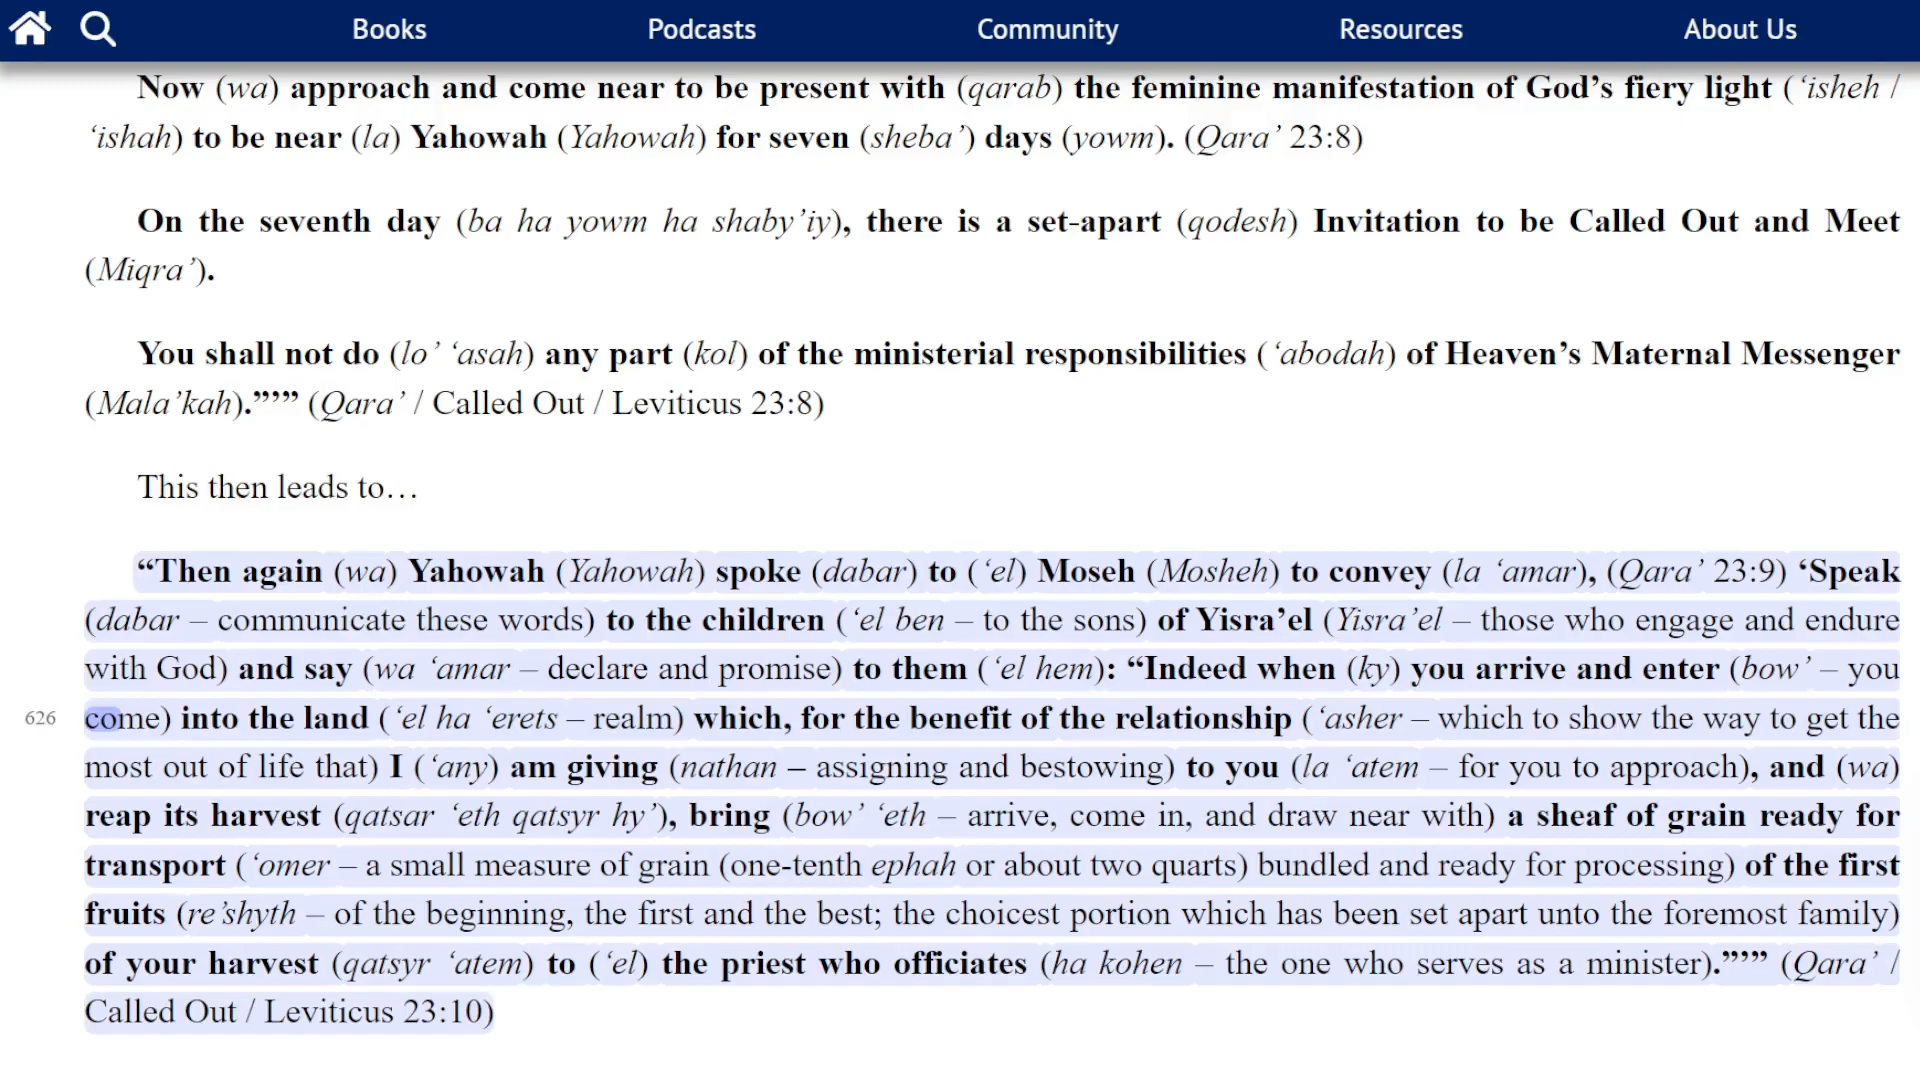 Books Podcasts Community Resources About Us
Now (wa) approach and come near to be present with (qarab) the feminine manifestation of God’s fiery light (‘isheh /
‘ishah) to be near (la) Yahowah (Yahowah) for seven (sheba’) days (yowm). (Qara’ 23:8)
On the seventh day (ba ha yowm ha shaby’iy), there is a set-apart (qodesh) Invitation to be Called Out and Meet
(Miqra’).
You shall not do (lo’ ‘asah) any part (kol) of the ministerial responsibilities (‘abodah) of Heaven’s Maternal Messenger
(Mala’kah).”’” (Qara’ / Called Out / Leviticus 23:8)
This then leads to…
“Then again (wa) Yahowah (Yahowah) spoke (dabar) to (‘el) Moseh (Mosheh) to convey (la ‘amar), (Qara’ 23:9) ‘Speak
(dabar – communicate these words) to the children (‘el ben – to the sons) of Yisra’el (Yisra’el – those who engage and endure
with God) and say (wa ‘amar – declare and promise) to them (‘el hem): “Indeed when (ky) you arrive and enter (bow’ – you
626 come) into the land (‘el ha ‘erets – realm) which, for the benefit of the relationship (‘asher – which to show the way to get the
most out of life that) I (‘any) am giving (nathan – assigning and bestowing) to you (la ‘atem – for you to approach), and (wa)
reap its harvest (qatsar ‘eth qatsyr hy’), bring (bow’ ‘eth – arrive, come in, and draw near with) a sheaf of grain ready for
transport (‘omer – a small measure of grain (one-tenth ephah or about two quarts) bundled and ready for processing) of the first
fruits (re’shyth – of the beginning, the first and the best; the choicest portion which has been set apart unto the foremost family)
of your harvest (qatsyr ‘atem) to (‘el) the priest who officiates (ha kohen – the one who serves as a minister).”’” (Qara’ /
Called Out / Leviticus 23:10)